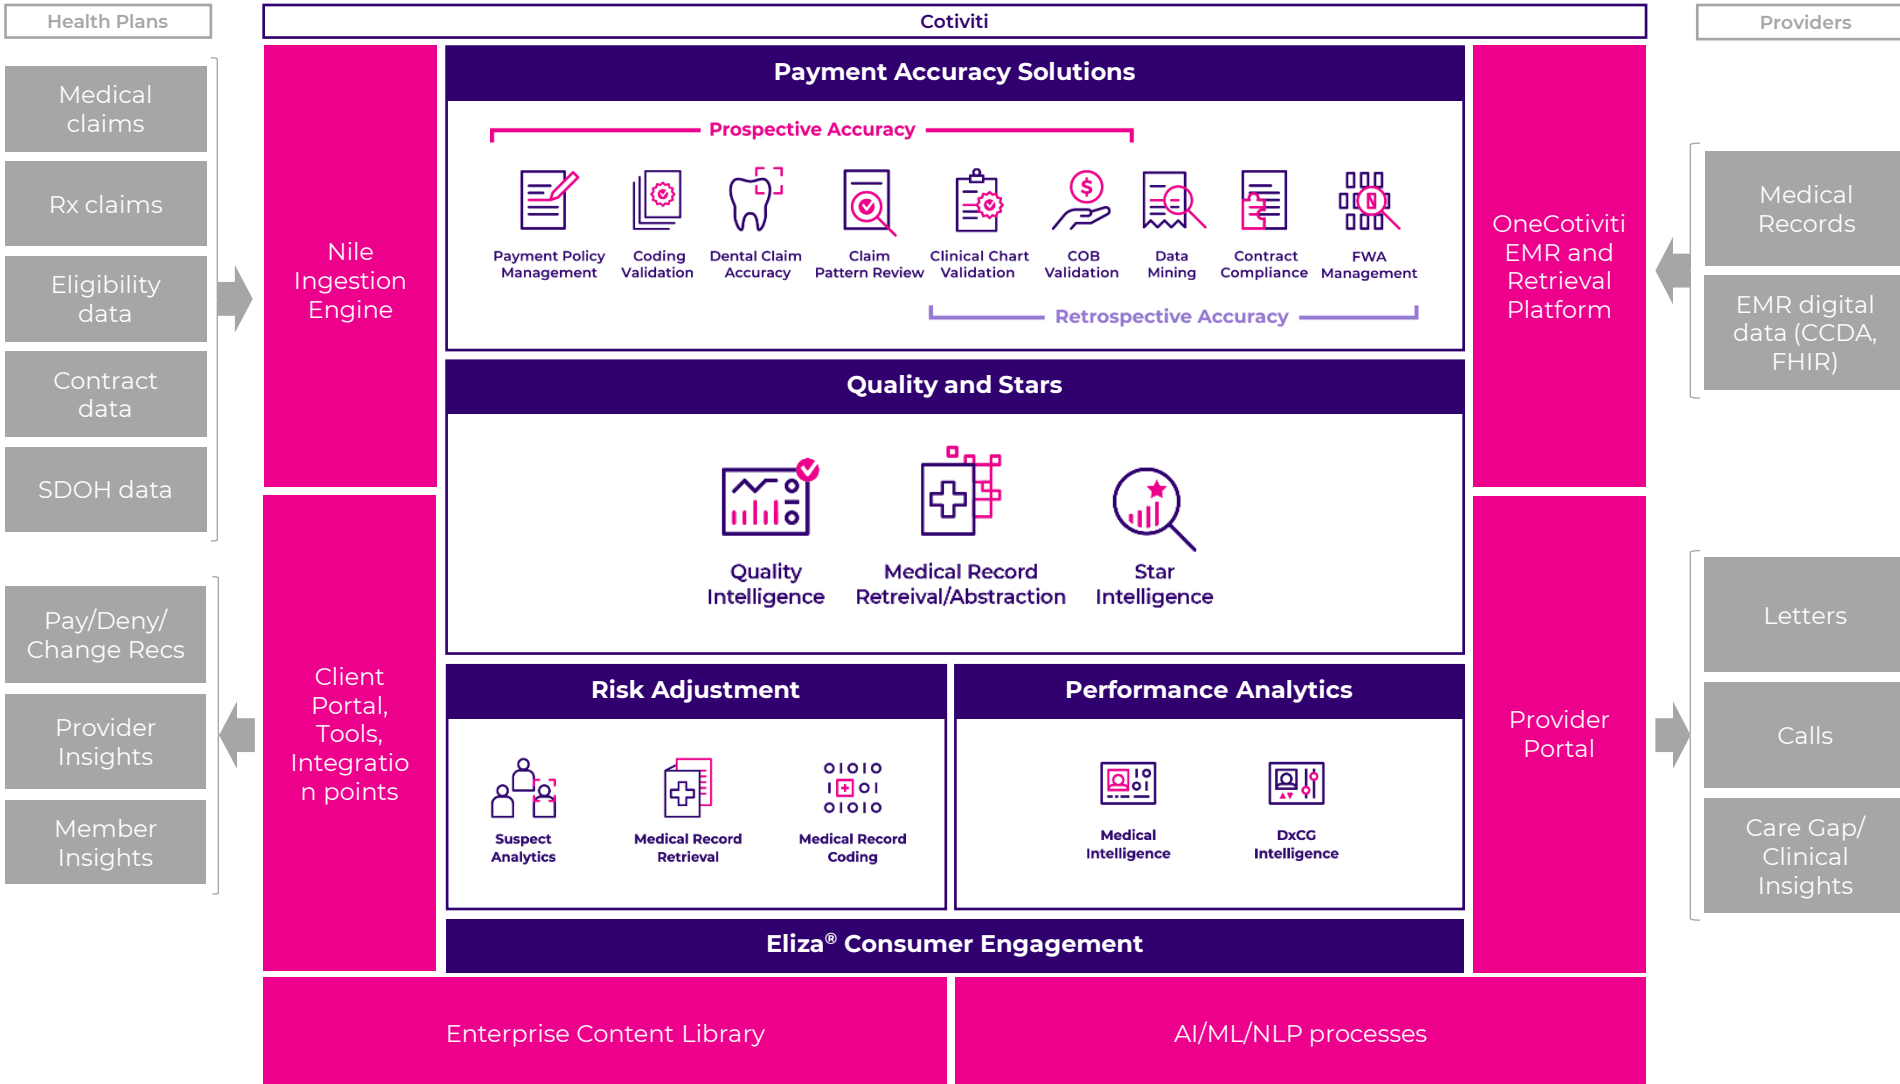 Health Plans
Cotiviti
Providers
Medical
claims
Rx claims
Eligibility
data
Contract
data
SDOH data
Pay/Deny/
Change Recs
Provider
Insights
Member
Insights
Nile
Ingestion
Engine
Client
Portal,
Tools,
Integratio
n points
Payment Accuracy Solutions
Prospective Accuracy
$
N
Payment Policy
Management
Coding
Validation
Dental Claim
Accuracy
Claim
Pattern Review
Clinical Chart
Validation
COB
Validation
Data
Mining
Contract
Compliance
FWA
Management
Retrospective Accuracy
Quality and Stars
Quality
Intelligence
Medical Record
Retreival/Abstraction
Star
Intelligence
Risk Adjustment
Suspect
Analytics
Medical Record
Retrieval
01010
1 01
01010
Medical Record
Coding
Performance Analytics
Medical
Intelligence
DxCG
Intelligence
Eliza® Consumer Engagement
OneCotiviti
EMR and
Retrieval
Platform
Provider
Portal
Medical
Records
EMR digital
data (CCDA,
FHIR)
Letters
Calls
Care Gap/
Clinical
Insights
Enterprise Content Library
AI/ML/NLP processes